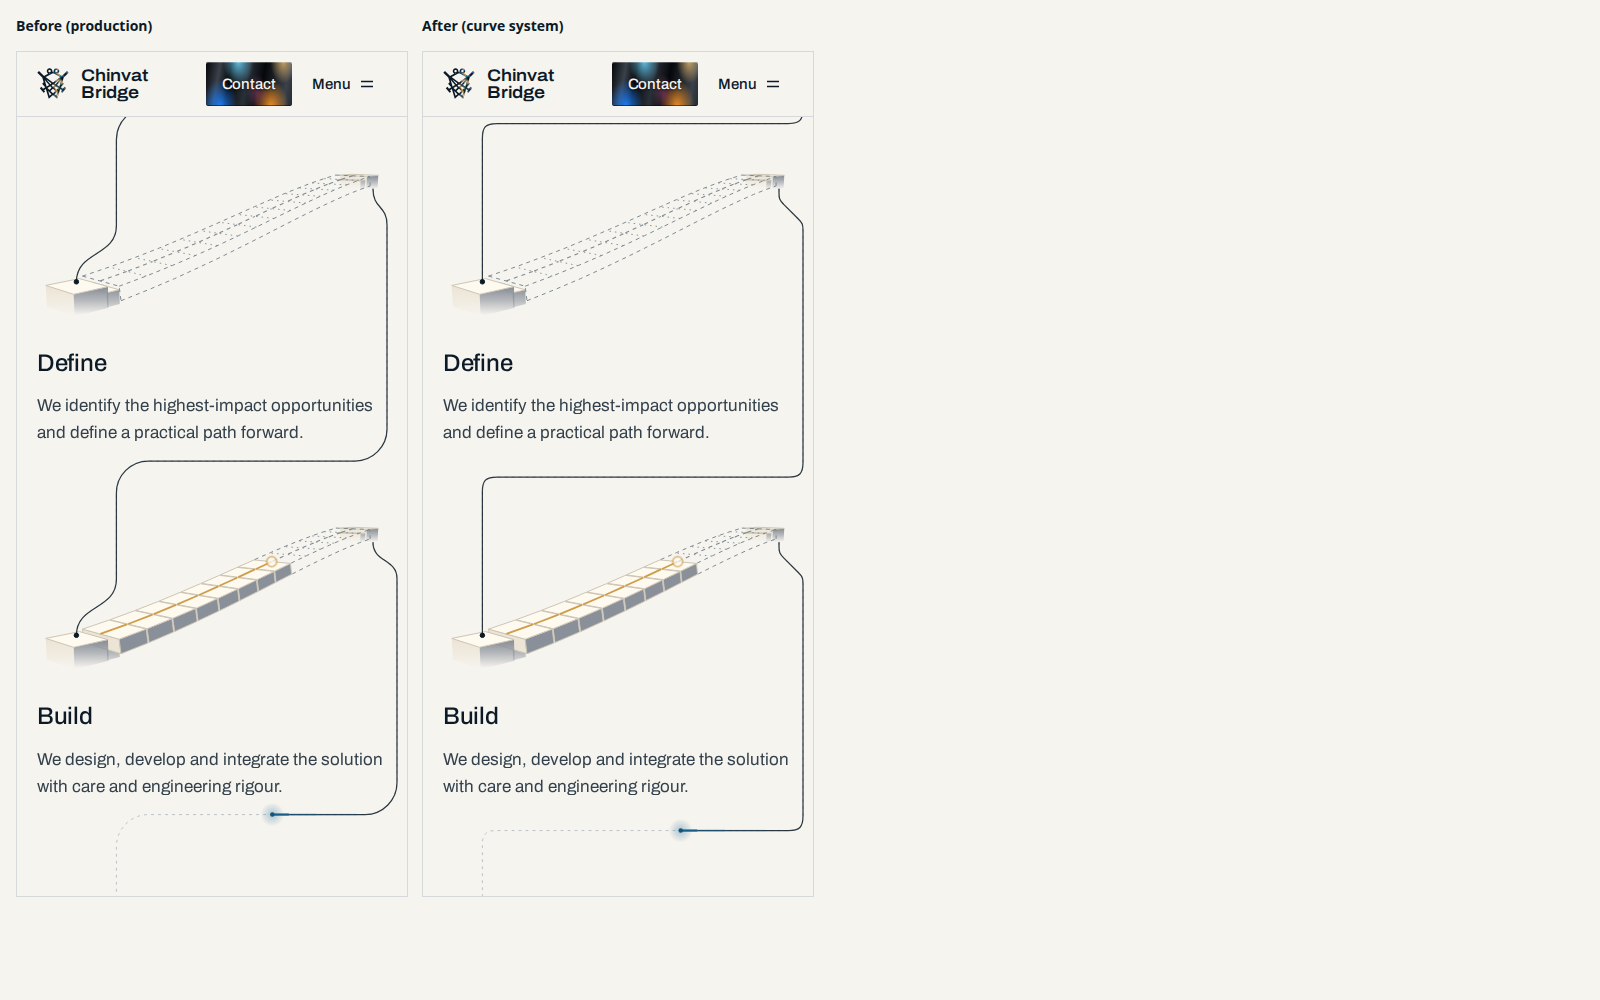 Before (production)
After (curve system)
Chinvat
Bridge
Contact
Menu
Define
We identify the highest-impact opportunities
and define a practical path forward.
Build
We design, develop and integrate the solution
with care and engineering rigour.
Chinvat
Bridge
Contact
Menu
Define
We identify the highest-impact opportunities
and define a practical path forward.
Build
We design, develop and integrate the solution
with care and engineering rigour.